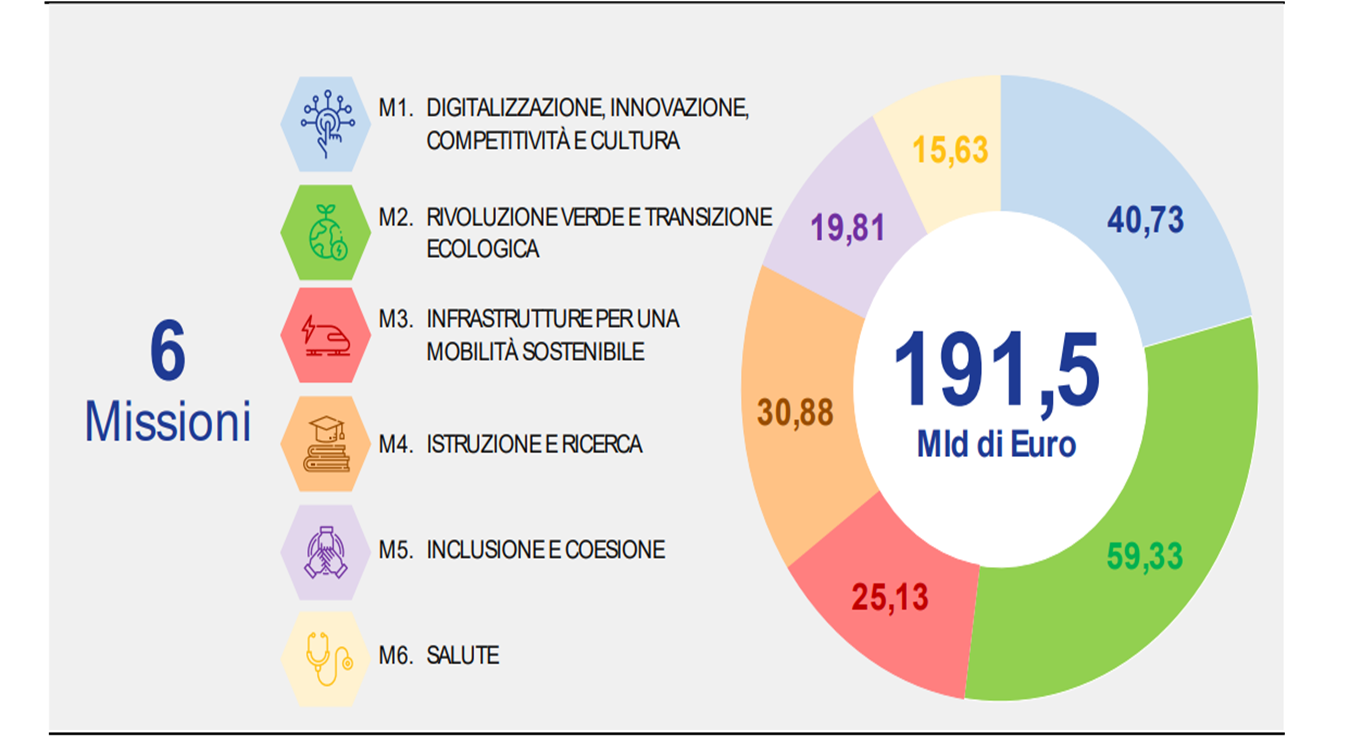 6
Missioni
M1. DIGITALIZZAZIONE, INNOVAZIONE,
COMPETITIVITÀ E CULTURA
M2. RIVOLUZIONE VERDE E TRANSIZIONE
ECOLOGICA
M3. INFRASTRUTTURE PER UNA
MOBILITÀ SOSTENIBILE
M4. ISTRUZIONE E RICERCA
M5. INCLUSIONE E COESIONE
M6. SALUTE
15,63
40,73
19,81
30,88
25,13
59,33
191,5
Mld di Euro